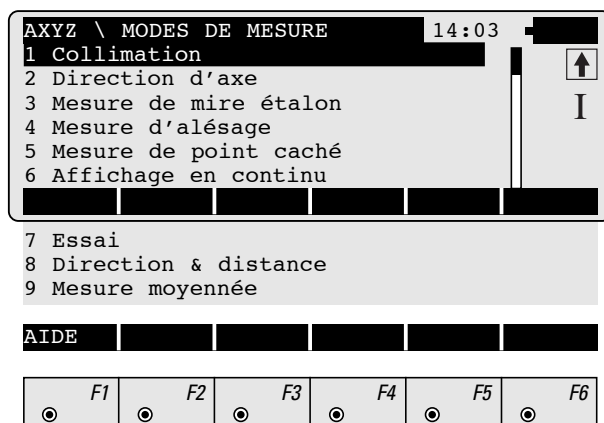 AXYZ \ MODES DE MESURE 14:03
1 Collimation
2 Direction d'axe
3 Mesure de mire étalon
4 Mesure d'alésage
5 Mesure de point caché
6 Affichage en continu
I
7 Essai
8 Direction & distance
9 Mesure moyennée
AIDE
F1 F2 F3 F4 F5 F6